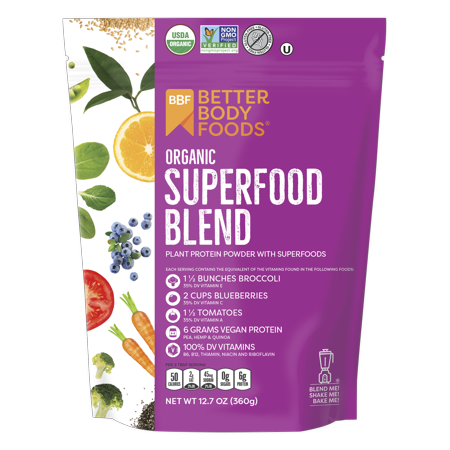 USDA
ORGANIC
NON
GMO
Project
VERIFIED
nongmoproject.org
U
BBF
BETTER
BODY
FOODS®
ORGANIC
SUPERFOOD
BLEND
PLANT PROTEIN POWDER WITH SUPERFOODS
EACH SERVING CONTAINS THE EQUIVALENT OF THE VITAMINS FOUND IN THE FOLLOWING FOODS:
1 ½ BUNCHES BROCCOLI
35% DV VITAMIN E
2 CUPS BLUEBERRIES
35% DV VITAMIN C
1 ½ TOMATOES
35% DV VITAMIN A
6 GRAMS VEGAN PROTEIN
PEA, HEMP & QUINOA
100% DV VITAMINS
B6, B12, THIAMIN, NIACIN AND RIBOFLAVIN
50
CALORIES
0g
SUGARS
6g
PROTEIN
NET WT 12.7 OZ (360g)
BLEND ME
SHAKE ME
BAKE ME